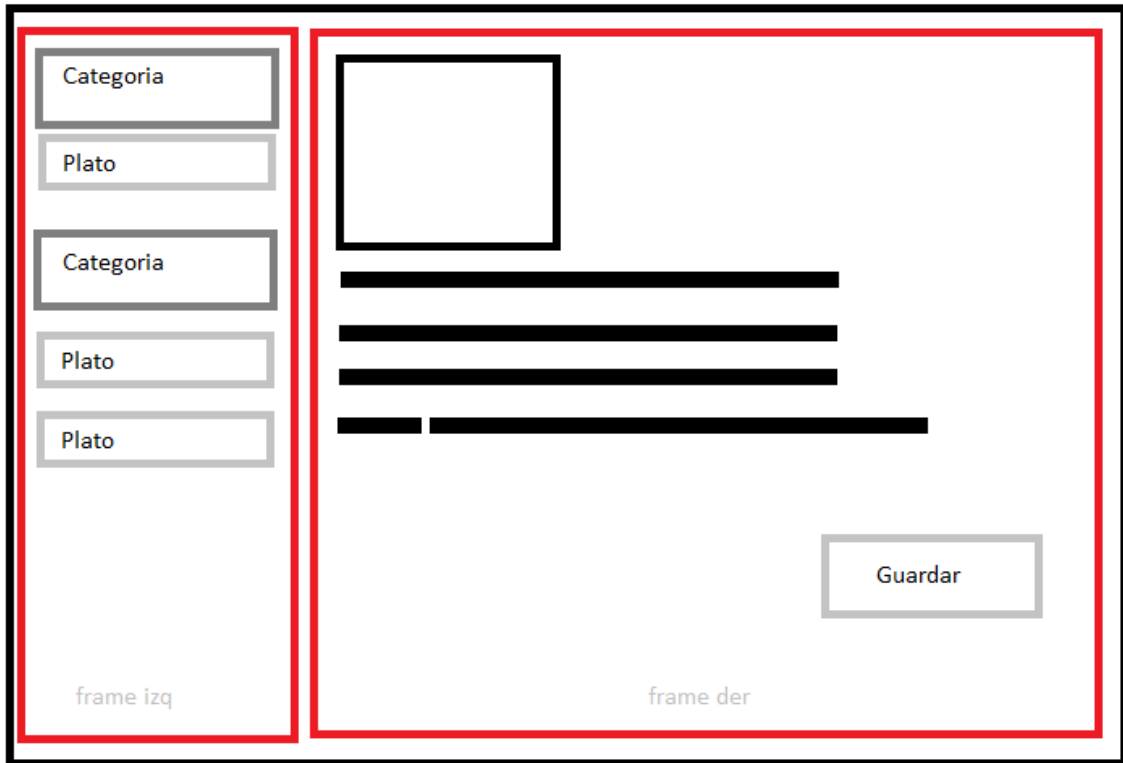 Categoria
Plato
Categoria
Plato
Plato
frame izq
Guardar
frame der